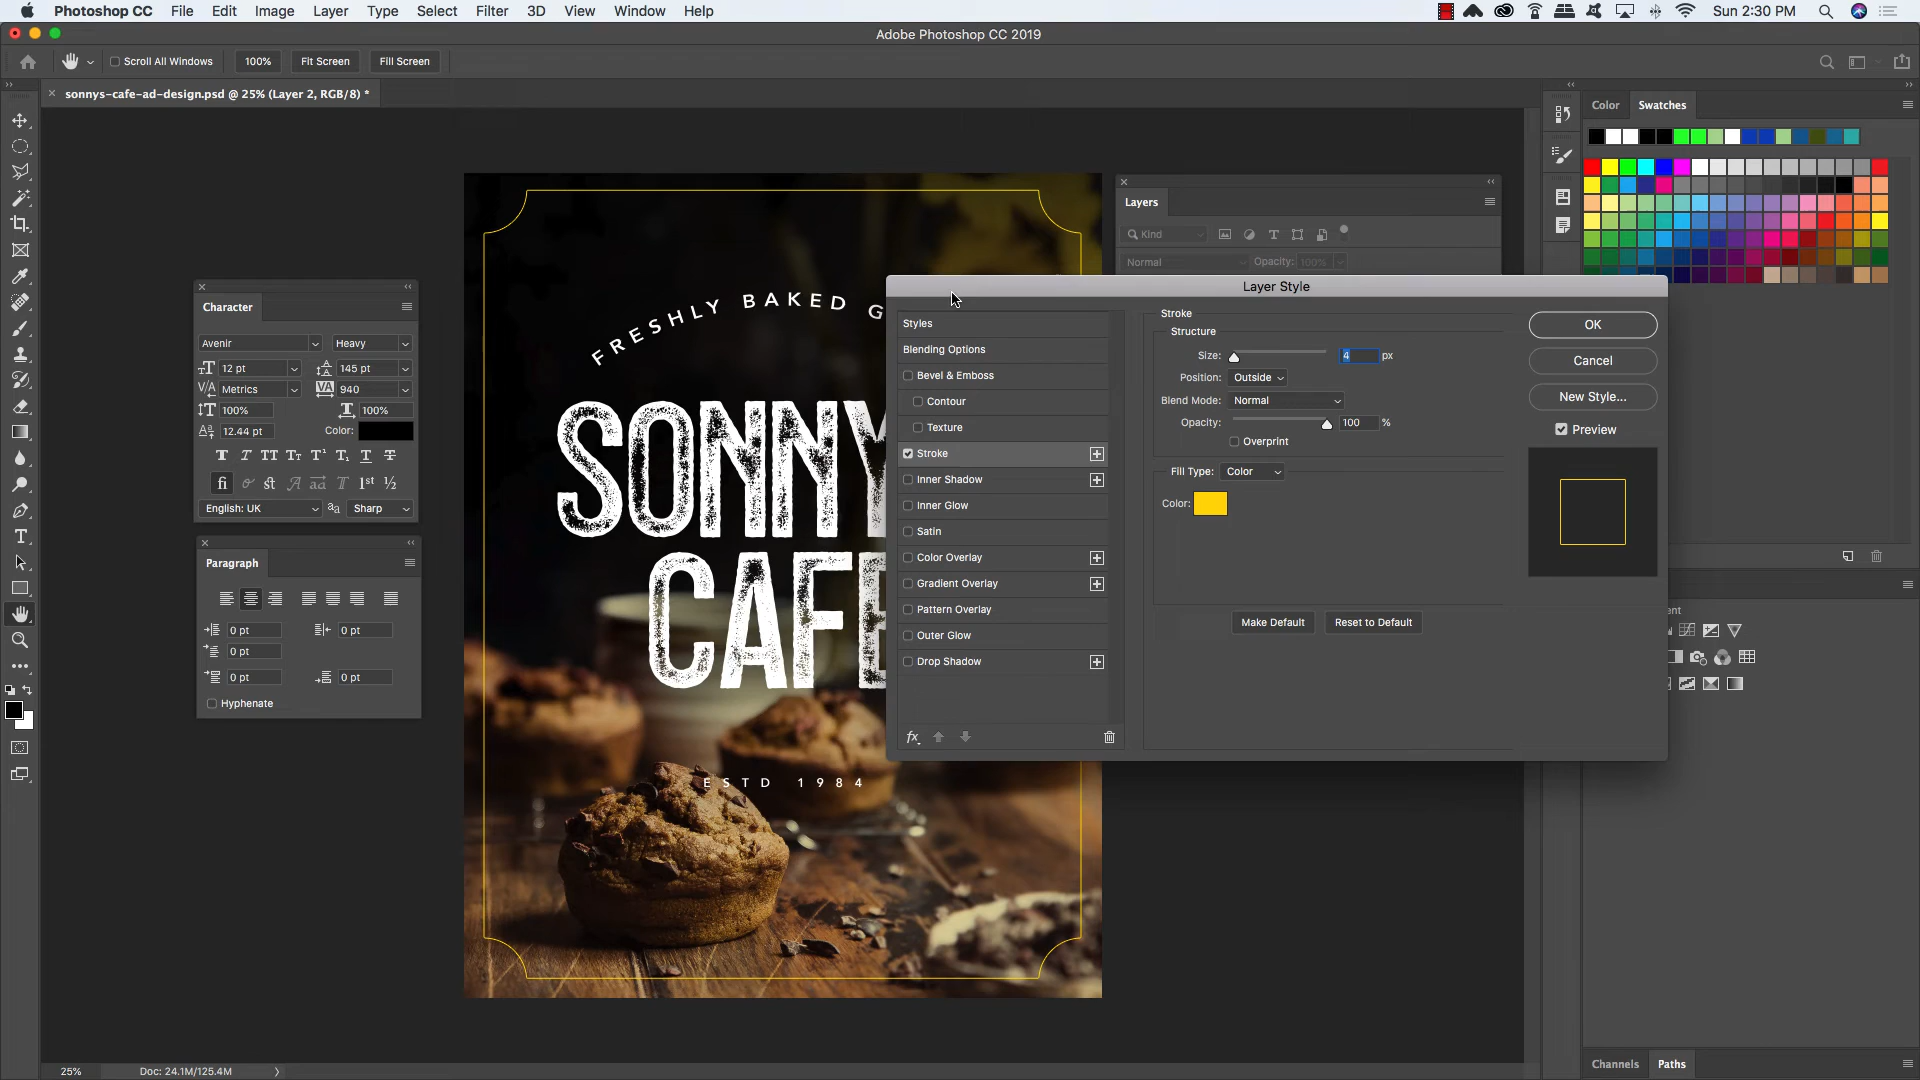 Photoshop CC File Edit Image Layer Type Select Filter 3D View Window Help Sun 2:30 PM
Adobe Photoshop CC 2019
Scroll All Windows 100% Fit Screen Fill Screen
sonnys-cafe-ad-design.psd @ 25% (Layer 2, RGB/8) *
Color Swatches
Layers
Kind
Normal Opacity: 100%
Character
Avenir Heavy
12 pt 145 pt
Metrics 940
100% 100%
12.44 pt Color:
English: UK aa Sharp
Paragraph
0 pt 0 pt
0 pt
0 pt 0 pt
Hyphenate
FRESHLY BAKED G
SONNY
CAFE
ESTD 1984
Layer Style
Styles
Blending Options
Bevel & Emboss
Contour
Texture
Stroke
Inner Shadow
Inner Glow
Satin
Color Overlay
Gradient Overlay
Pattern Overlay
Outer Glow
Drop Shadow
fx
Stroke
Structure
Size: 4 px
Position: Outside
Blend Mode: Normal
Opacity: 100 %
Overprint
Fill Type: Color
Color:
Make Default Reset to Default
OK
Cancel
New Style...
Preview
ent
Channels Paths
25% Doc: 24.1M/125.4M